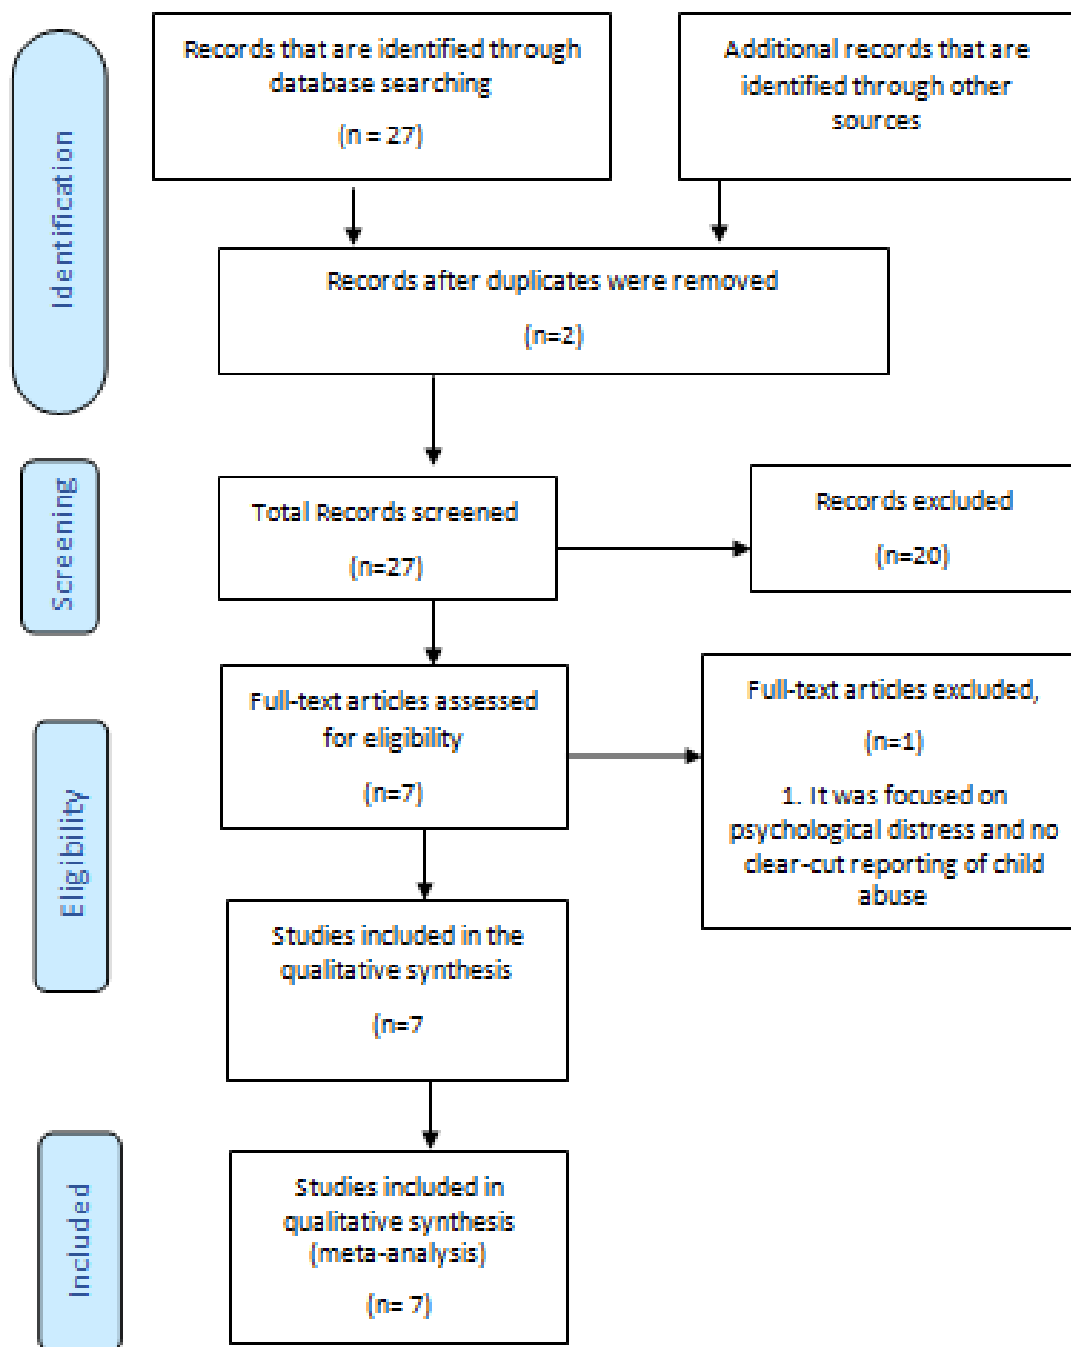 Identification
Records that are identified through
database searching
(n = 27)
Additional records that are
identified through other
sources
Records after duplicates were removed
(n=2)
Screening
Total Records screened
(n=27)
Records excluded
(n=20)
Eligibility
Full-text articles assessed
for eligibility
(n=7)
Full-text articles excluded,
(n=1)
1. It was focused on
psychological distress and no
clear-cut reporting of child
abuse
Studies included in the
qualitative synthesis
(n=7
Included
Studies included in
qualitative synthesis
(meta-analysis)
(n= 7)